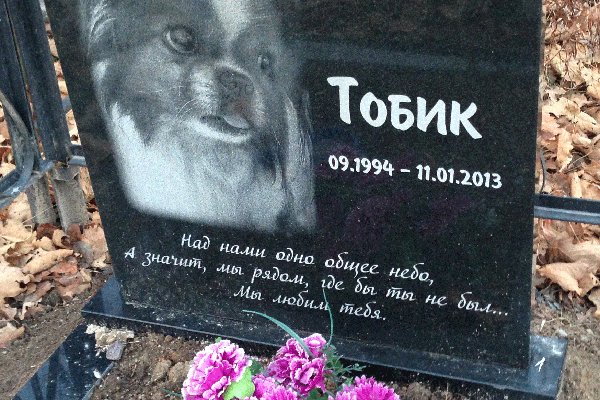 Тобик
09.1994 – 11.01.2013
Над нами одно общее небо,
А значит, мы рядом, где бы ты не был...
Мы любим тебя.
1